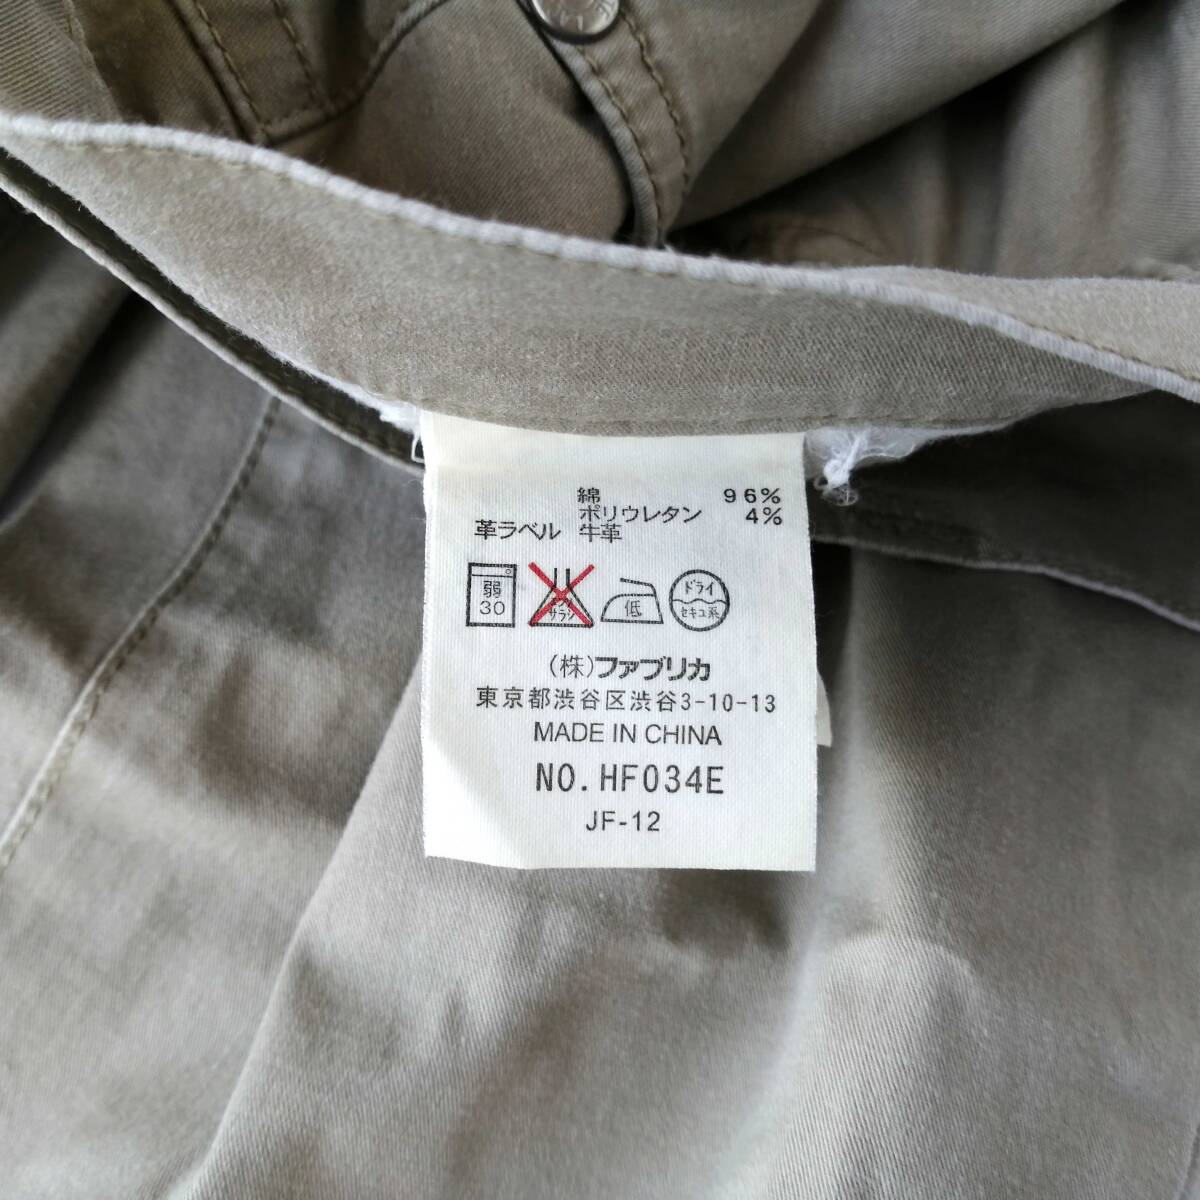 綿 96%
ポリウレタン 4%
革ラベル 牛革
弱
30
サラシ
低
ドライ
セキユ系
(株)ファブリカ
東京都渋谷区渋谷3-10-13
MADE IN CHINA
NO.HF034E
JF-12